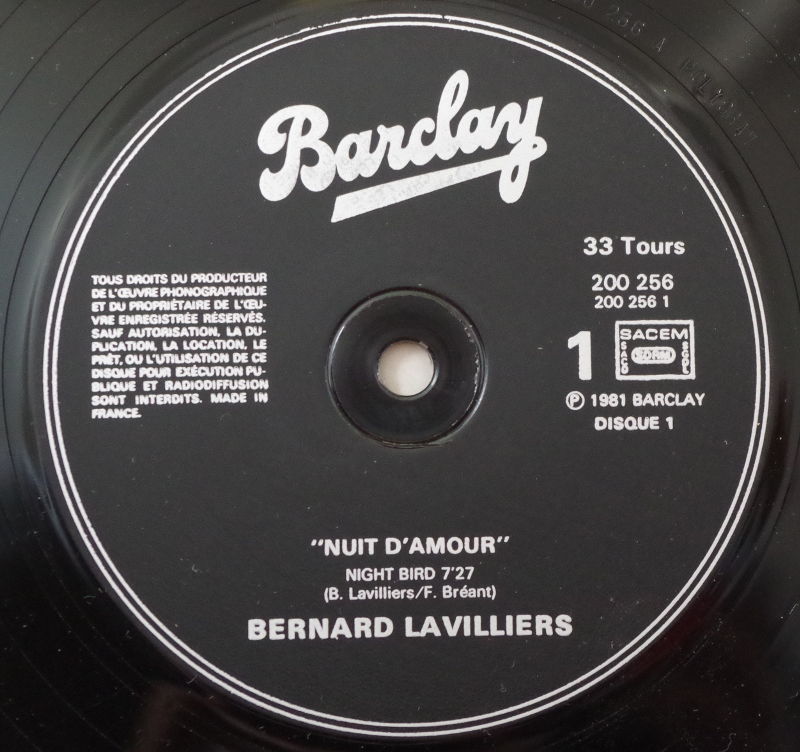 Barclay
33 Tours
200 256
200 256 1
1
SACEM
SACD
SDRM
SGDL
℗ 1981 BARCLAY
DISQUE 1
TOUS DROITS DU PRODUCTEUR
DE L'ŒUVRE PHONOGRAPHIQUE
ET DU PROPRIÉTAIRE DE L'ŒU-
VRE ENREGISTRÉE RÉSERVÉS.
SAUF AUTORISATION, LA DU-
PLICATION, LA LOCATION, LE
PRÊT, OU L'UTILISATION DE CE
DISQUE POUR EXÉCUTION PU-
BLIQUE ET RADIODIFFUSION
SONT INTERDITS. MADE IN
FRANCE.
"NUIT D'AMOUR"
NIGHT BIRD 7'27
(B. Lavilliers/F. Bréant)
BERNARD LAVILLIERS